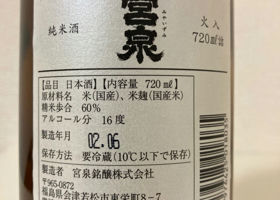 宮泉
みやいずみ
純米酒
火入
720㎖詰
【品目 日本酒】【内容量 720㎖】
原材料名 米(国産)、米麹(国産米)
精米歩合 60%
アルコール分 16度
製造年月 02.06
保存方法 要冷蔵(10℃以下で保存)
製造者 宮泉銘醸株式会社
〒965-0872
福島県会津若松市東栄町8-7